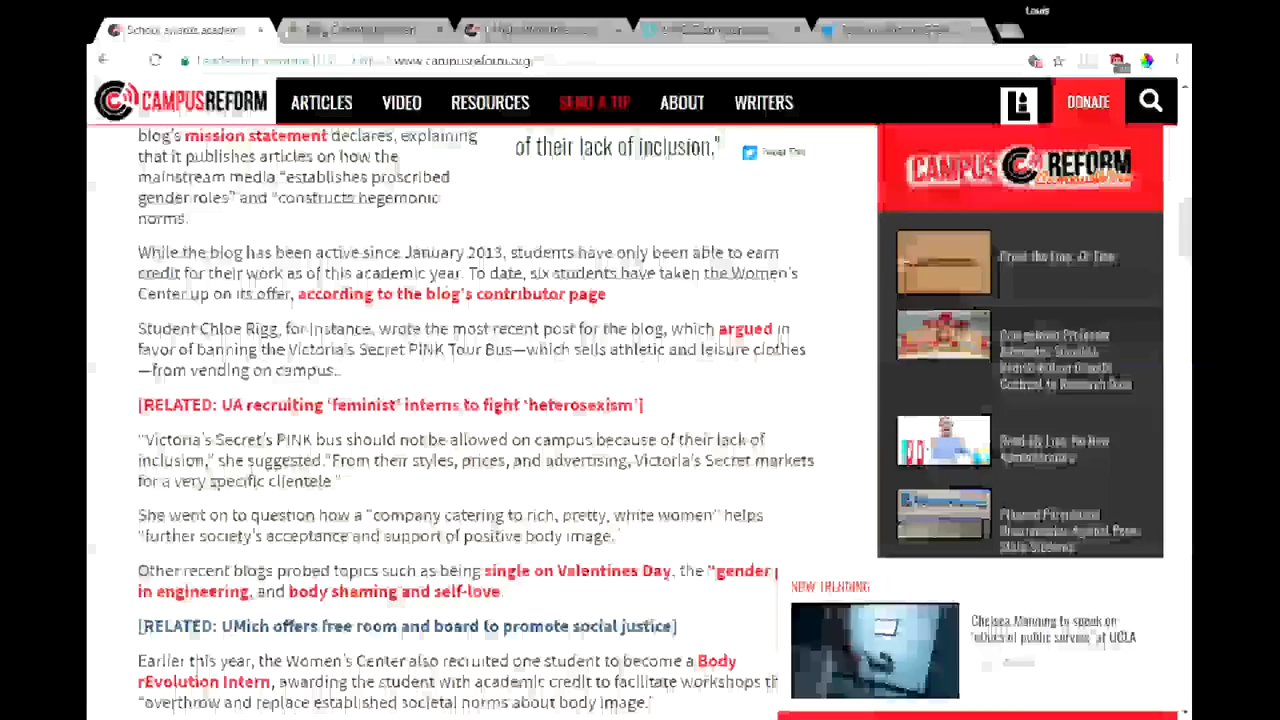 Louis
www.campusreform.org
CAMPUSREFORM
ARTICLES
VIDEO
RESOURCES
SEND A TIP
ABOUT
WRITERS
DONATE
blog's mission statement declares, explaining
that it publishes articles on how the
mainstream media "establishes proscribed
gender roles" and "constructs hegemonic
norms.
of their lack of inclusion,"
Tweet This
While the blog has been active since January 2013, students have only been able to earn
credit for their work as of this academic year. To date, six students have taken the Women's
Center up on its offer, according to the blog's contributor page
Student Chloe Rigg, for instance, wrote the most recent post for the blog, which argued in
favor of banning the Victoria's Secret PINK Tour Bus—which sells athletic and leisure clothes
—from vending on campus.
[RELATED: UA recruiting 'feminist' interns to fight 'heterosexism']
"Victoria's Secret's PINK bus should not be allowed on campus because of their lack of
inclusion," she suggested. "From their styles, prices, and advertising, Victoria's Secret markets
for a very specific clientele."
She went on to question how a "company catering to rich, pretty, white women" helps
"further society's acceptance and support of positive body image.
Other recent blogs probed topics such as being single on Valentines Day, the "gender
in engineering, and body shaming and self-love.
[RELATED: UMich offers free room and board to promote social justice]
Earlier this year, the Women's Center also recruited one student to become a Body
rEvolution Intern, awarding the student with academic credit to facilitate workshops th
"overthrow and replace established societal norms about body image."
CAMPUS REFORM
NOW TRENDING
Chelsea Manning to speak on
'ethics of public service' at UCLA